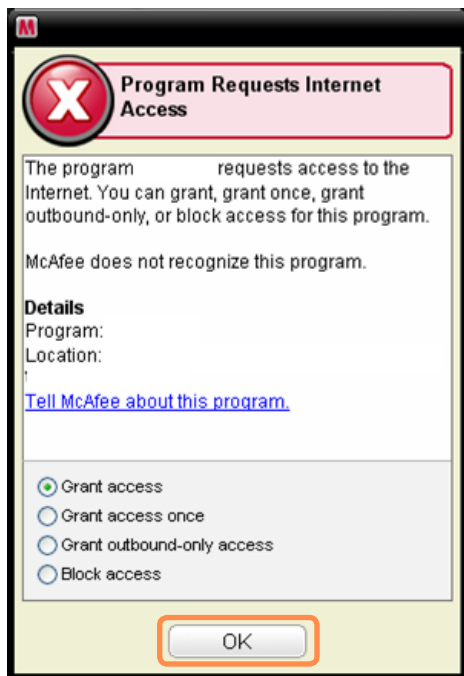 M
Program Requests Internet
Access
The program requests access to the
Internet. You can grant, grant once, grant
outbound-only, or block access for this program.
McAfee does not recognize this program.
Details
Program:
Location:
Tell McAfee about this program.
Grant access
Grant access once
Grant outbound-only access
Block access
OK